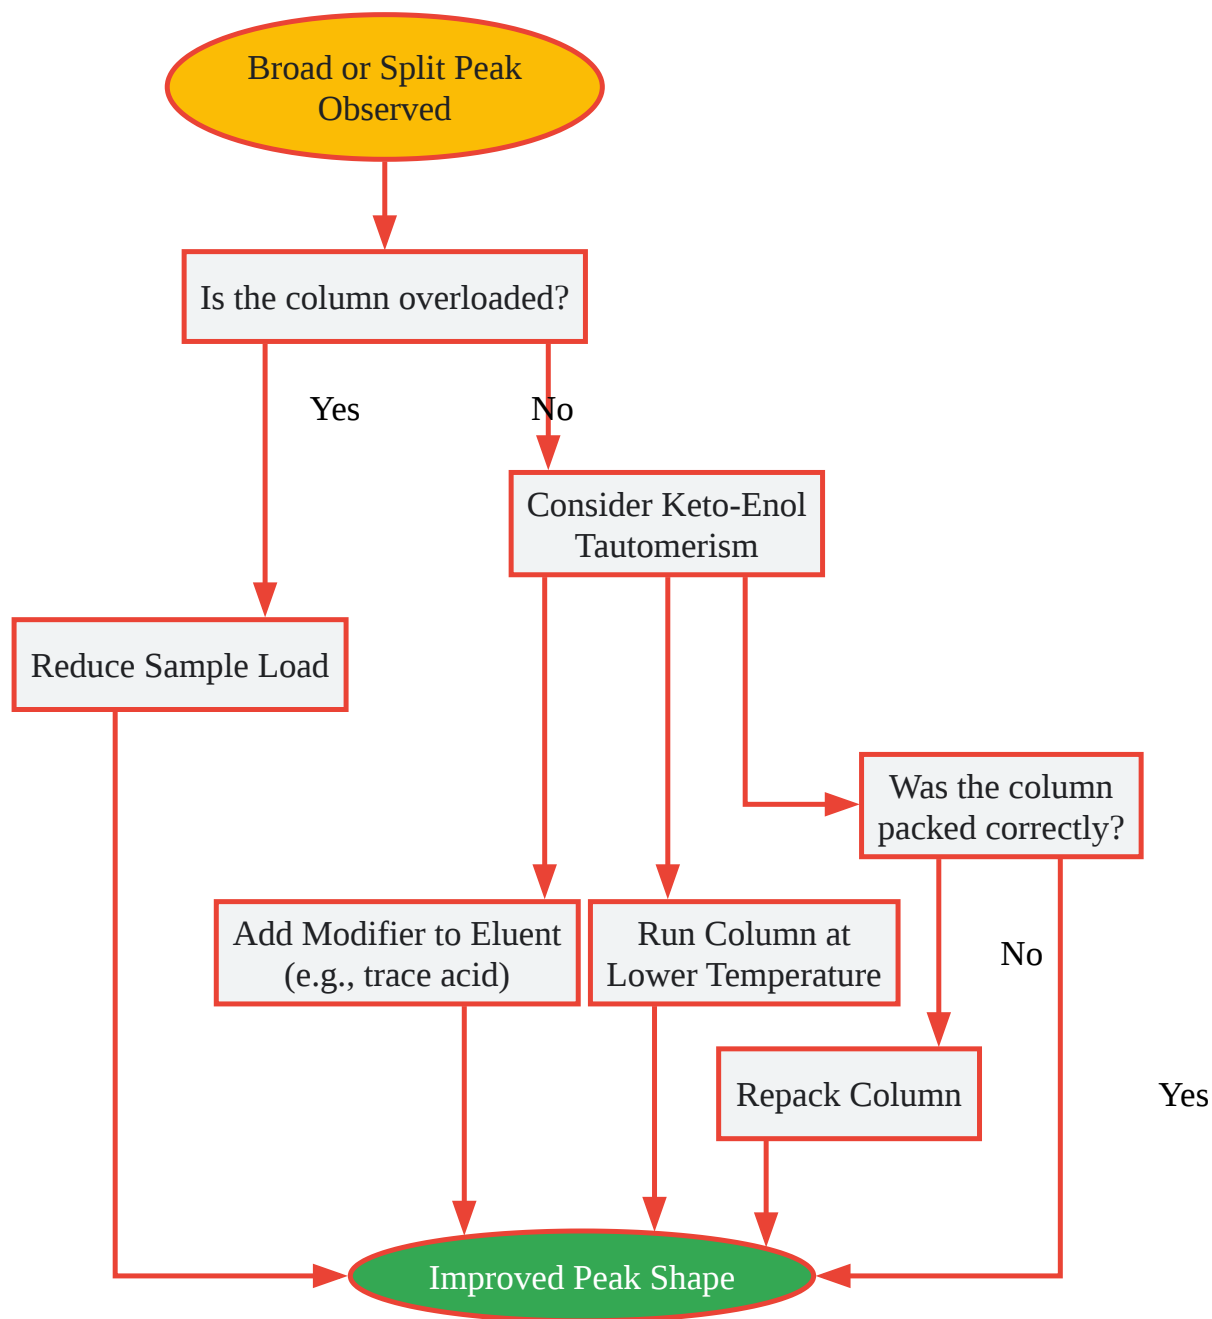 Broad or Split Peak
Observed
Is the column overloaded?
Yes
No
Consider Keto-Enol
Tautomerism
Reduce Sample Load
Was the column
packed correctly?
Add Modifier to Eluent
(e.g., trace acid)
Run Column at
Lower Temperature
No
Repack Column
Yes
Improved Peak Shape